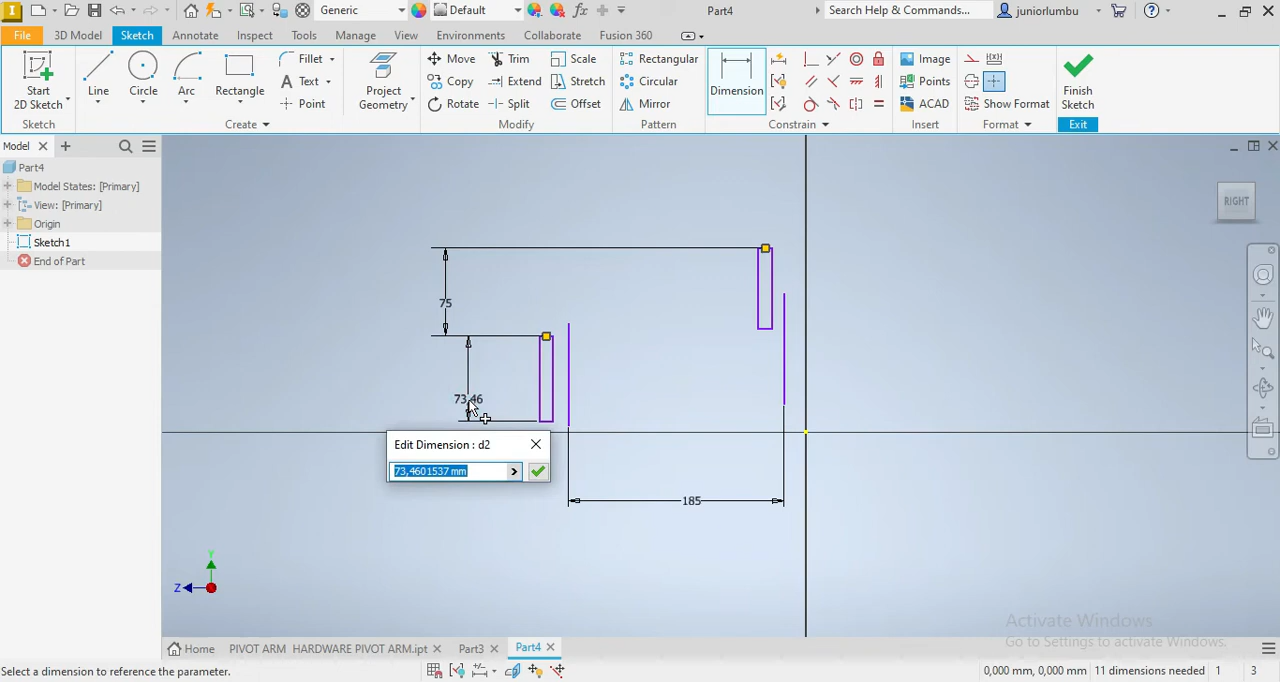 Generic
Default
Part4
Search Help & Commands...
juniorlumbu
File
3D Model
Sketch
Annotate
Inspect
Tools
Manage
View
Environments
Collaborate
Fusion 360
Start
2D Sketch
Line
Circle
Arc
Rectangle
Fillet
Text
Point
Project
Geometry
Move
Copy
Rotate
Trim
Extend
Split
Scale
Stretch
Offset
Rectangular
Circular
Mirror
Dimension
Image
Points
ACAD
Show Format
Finish
Sketch
Sketch
Create
Modify
Pattern
Constrain
Insert
Format
Exit
Model
Part4
Model States: [Primary]
View: [Primary]
Origin
Sketch1
End of Part
RIGHT
75
73,46
185
Edit Dimension : d2
73,4601537 mm
Y
Z
Activate Windows
Go to Settings to activate Windows.
Home
PIVOT ARM HARDWARE PIVOT ARM.ipt
Part3
Part4
Select a dimension to reference the parameter.
0,000 mm, 0,000 mm
11 dimensions needed
1
3